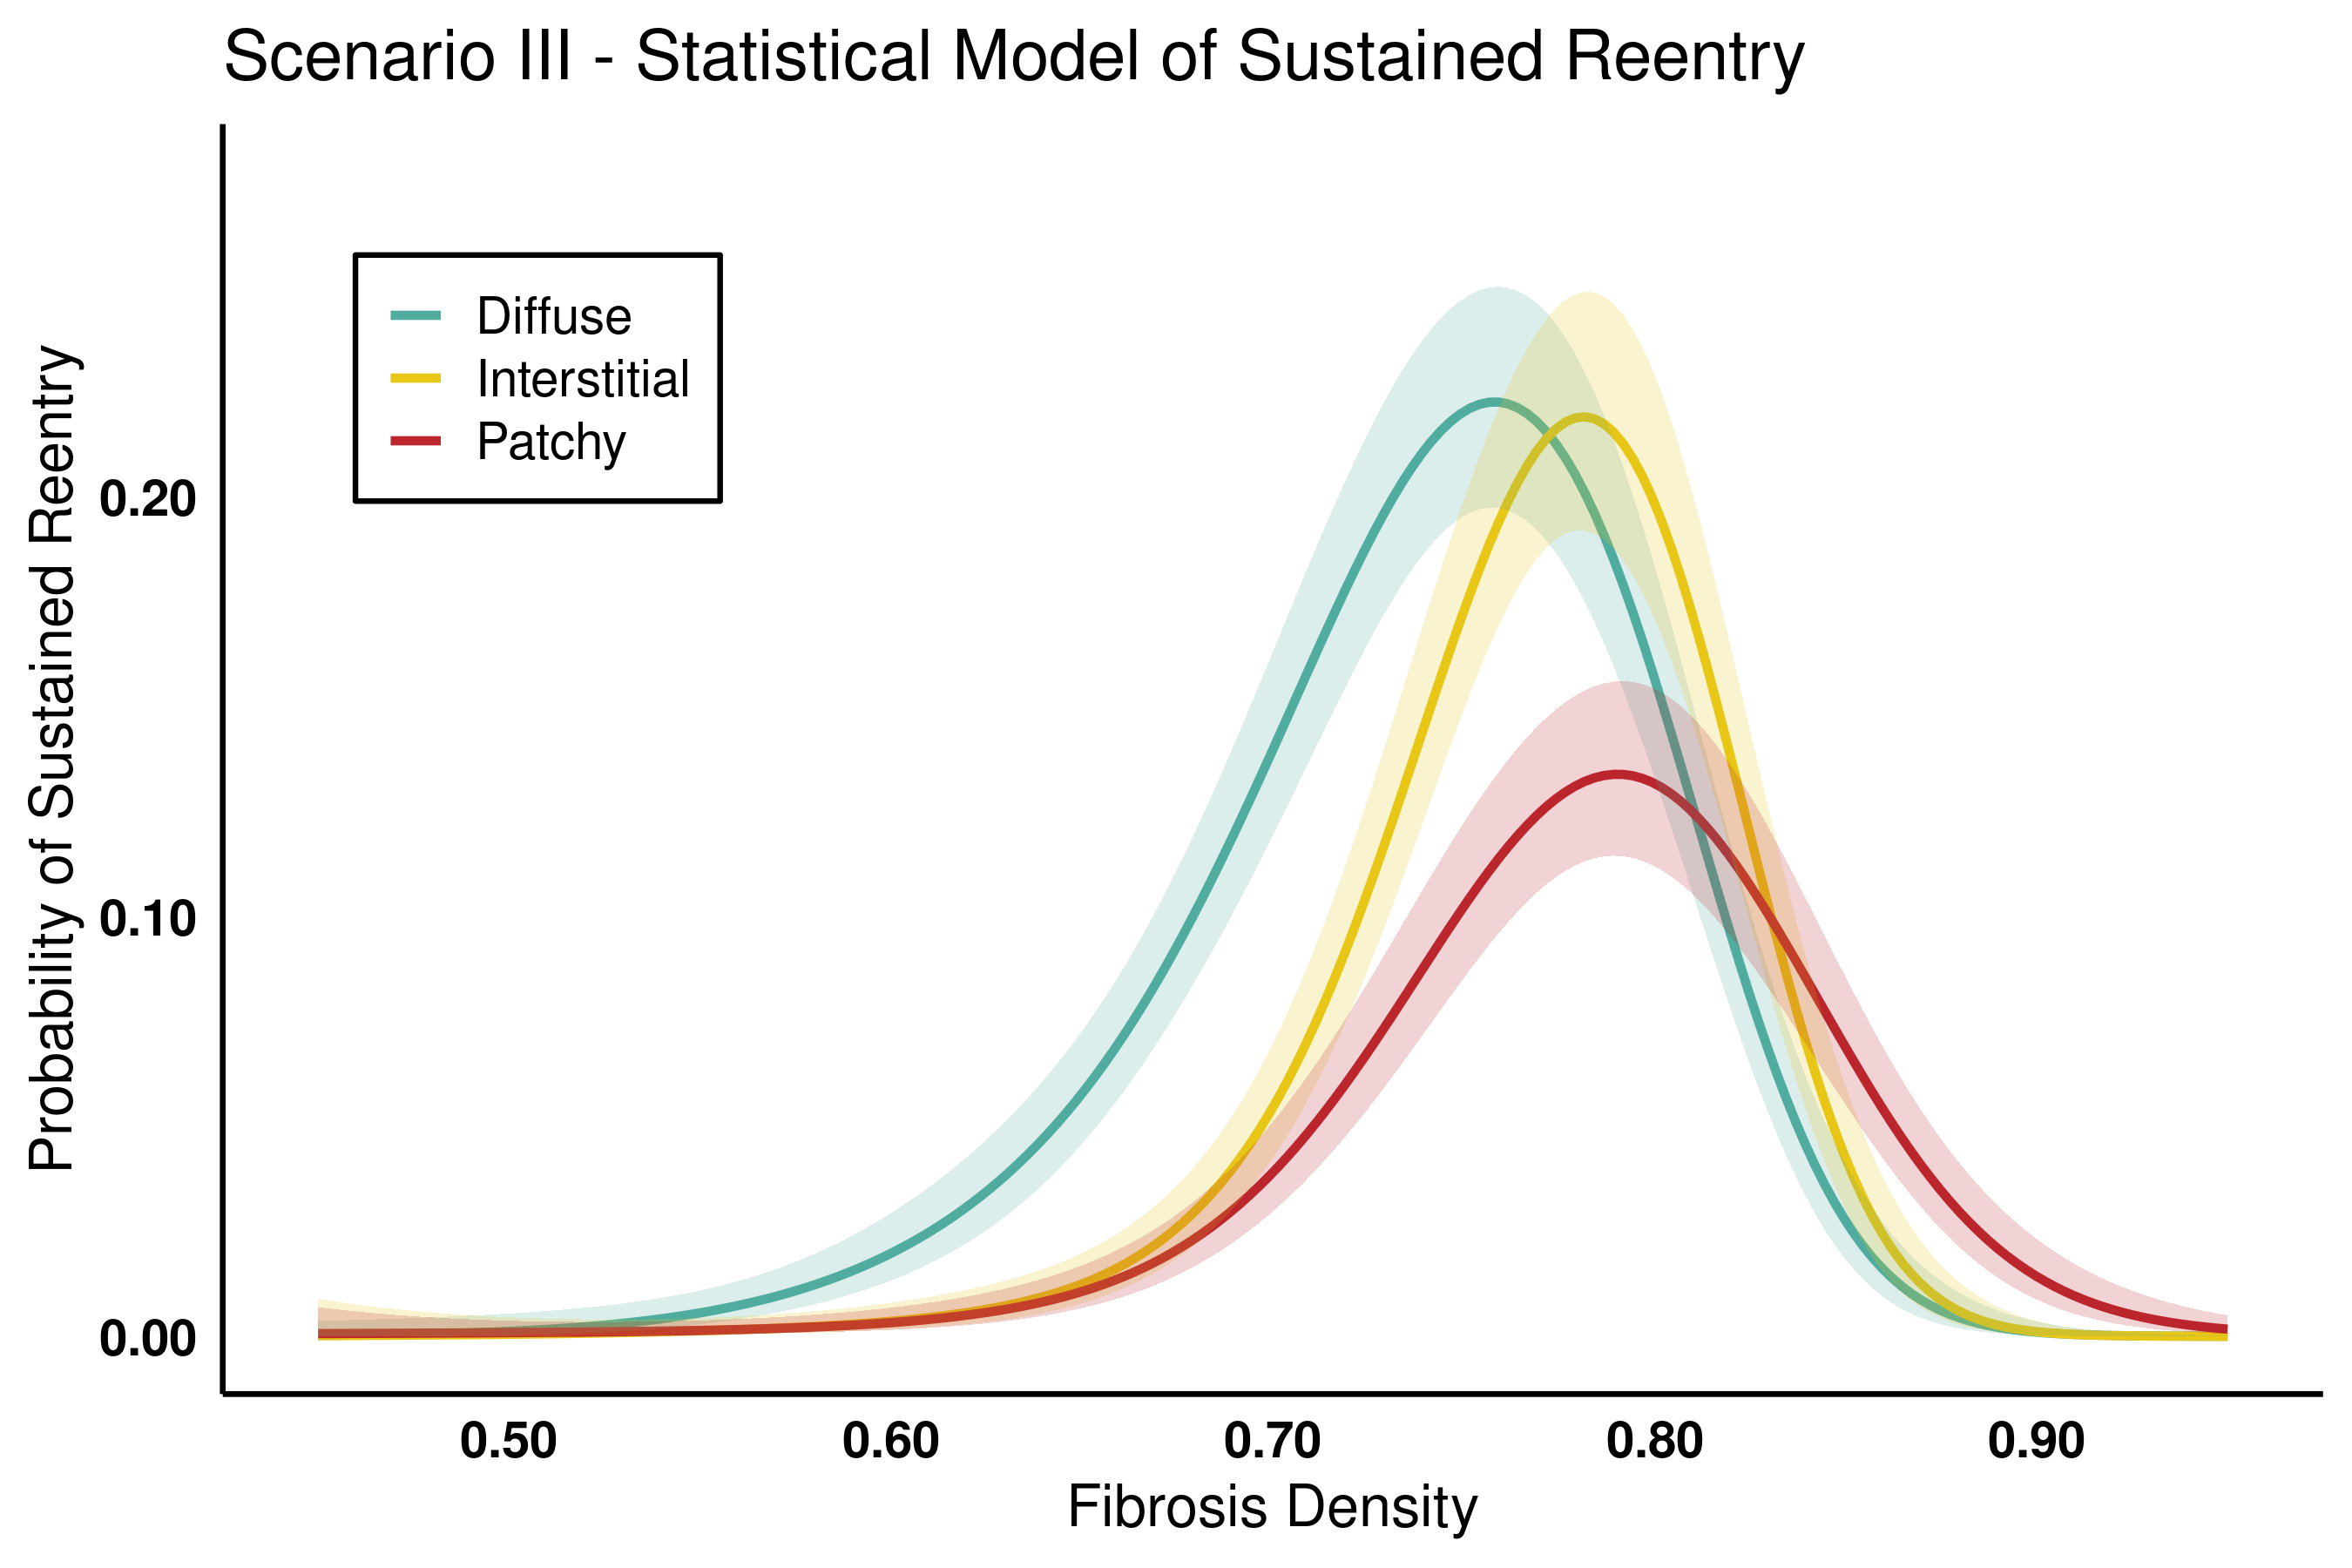 Scenario III - Statistical Model of Sustained Reentry
Diffuse
Interstitial
Patchy
Probability of Sustained Reentry
0.20
0.10
0.00
0.50 0.60 0.70 0.80 0.90
Fibrosis Density